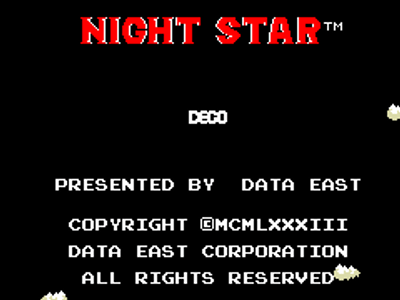 NIGHT STAR™
DECO
PRESENTED BY DATA EAST
COPYRIGHT ©MCMLXXXIII
DATA EAST CORPORATION
ALL RIGHTS RESERVED